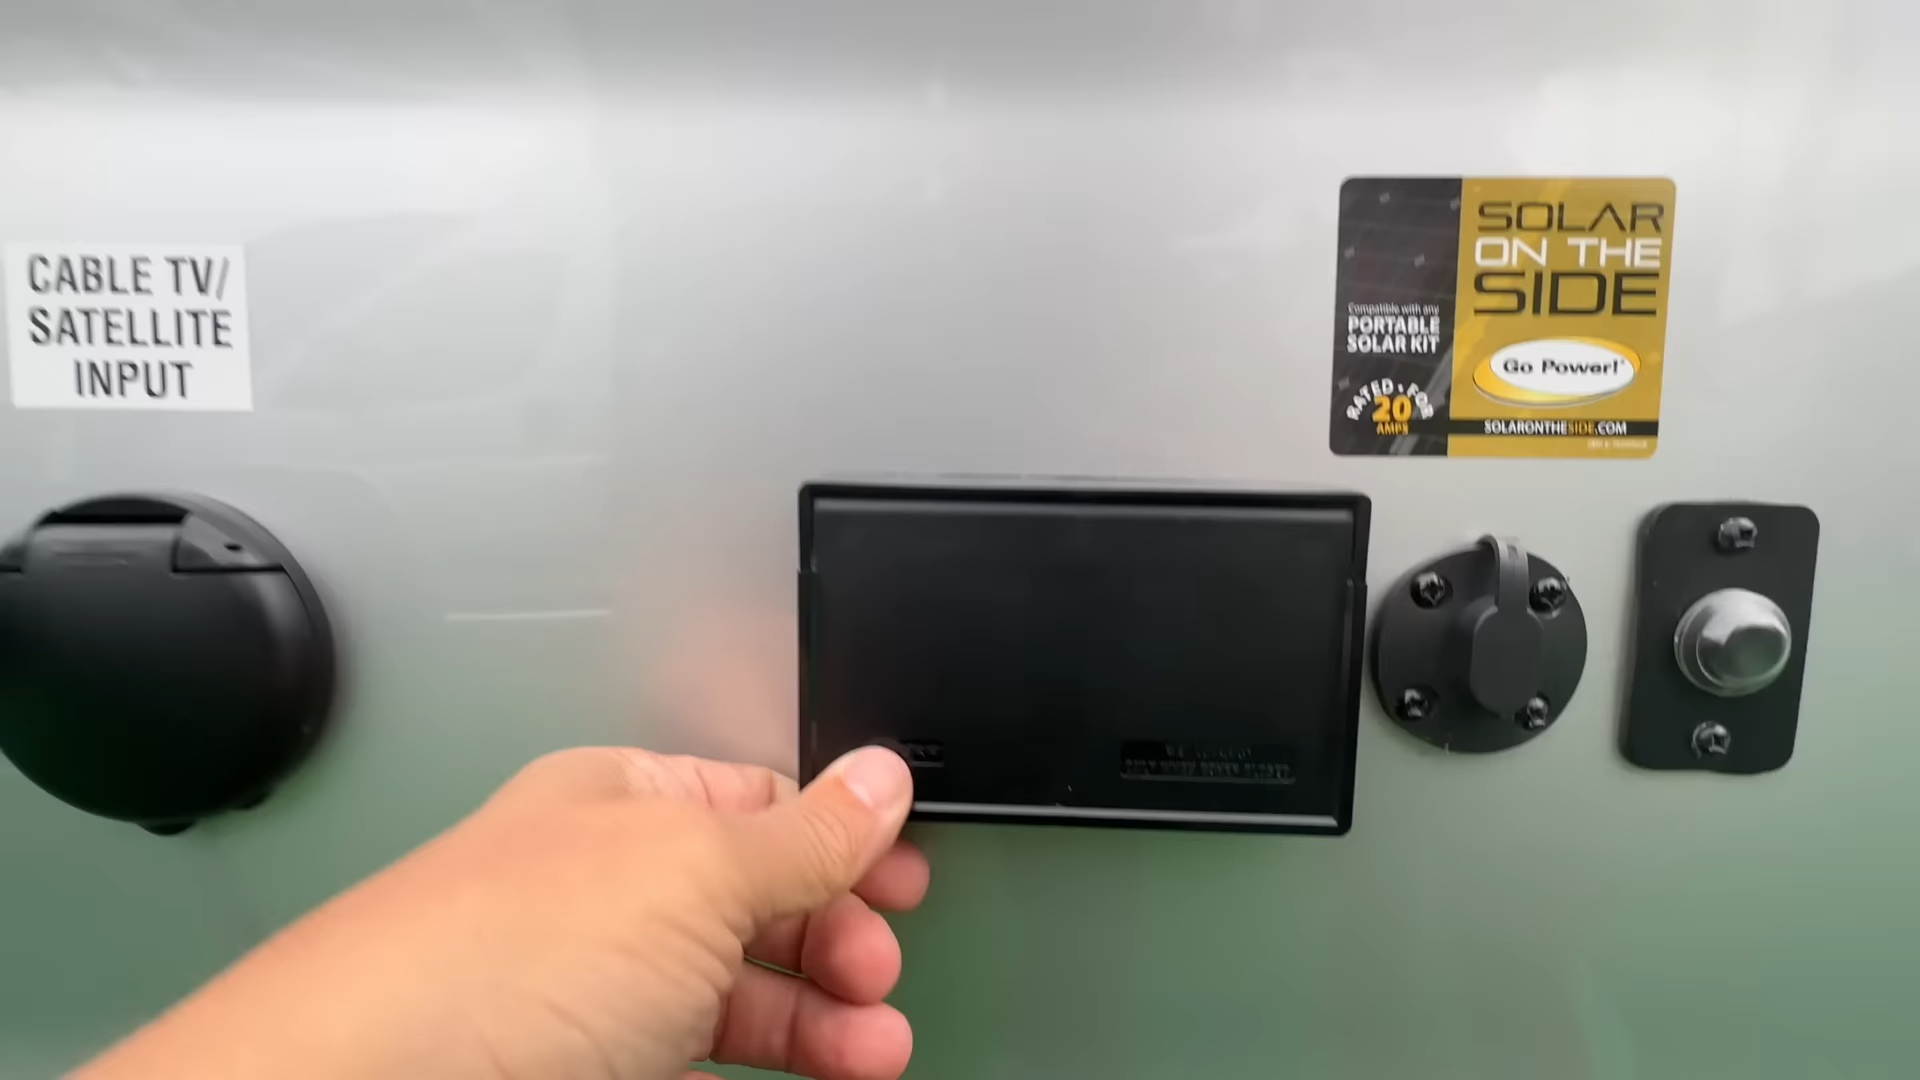 CABLE TV/
SATELLITE
INPUT
SOLAR
ON THE
SIDE
Compatible with any
PORTABLE
SOLAR KIT
Go Power!
RATED • FOR
20
AMPS
SOLARONTHESIDE.COM